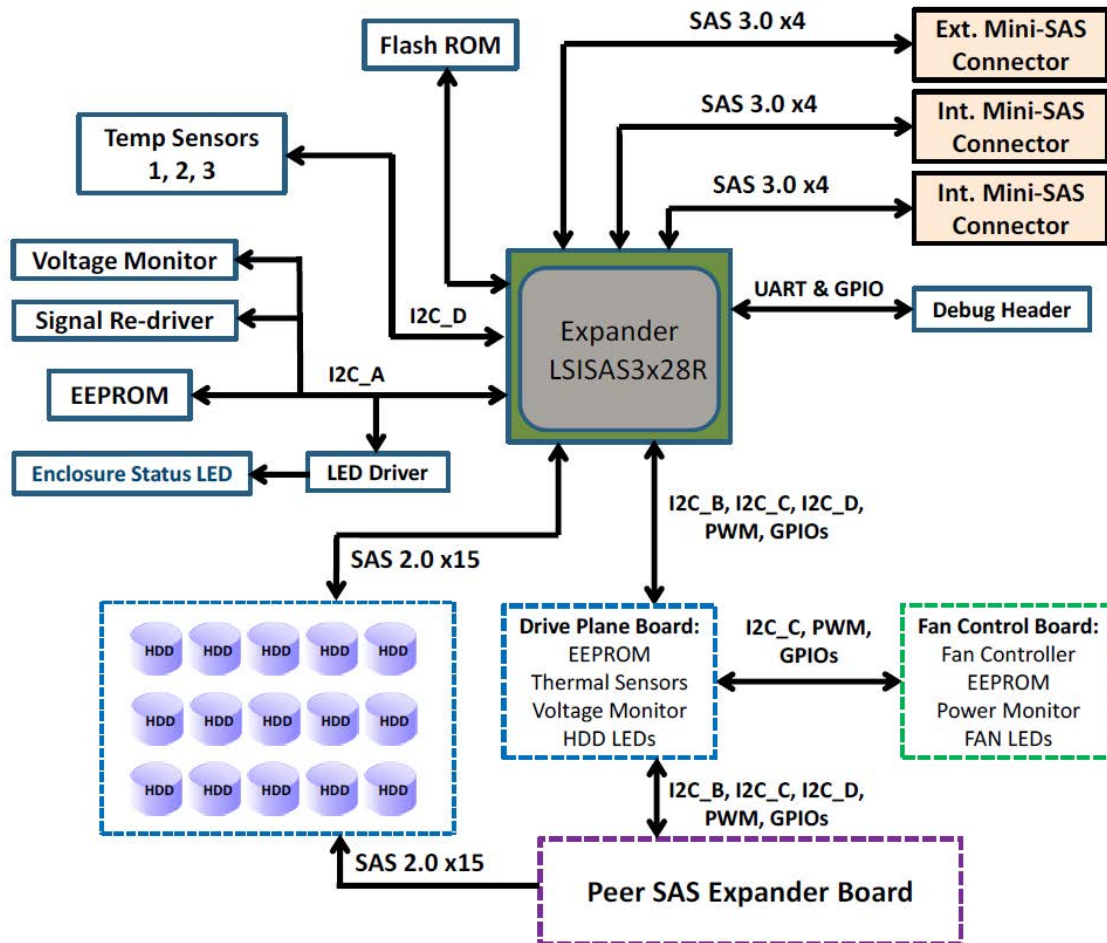 SAS 3.0 x4
Ext. Mini-SAS
Connector
Flash ROM
SAS 3.0 x4
Int. Mini-SAS
Connector
Temp Sensors
1, 2, 3
SAS 3.0 x4
Int. Mini-SAS
Connector
Voltage Monitor
Signal Re-driver
I2C_D
Expander
LSISAS3x28R
UART & GPIO
Debug Header
EEPROM
I2C_A
Enclosure Status LED
LED Driver
I2C_B, I2C_C, I2C_D,
PWM, GPIOs
SAS 2.0 x15
HDD HDD HDD HDD HDD
HDD HDD HDD HDD HDD
HDD HDD HDD HDD HDD
Drive Plane Board:
EEPROM
Thermal Sensors
Voltage Monitor
HDD LEDs
I2C_C, PWM,
GPIOs
Fan Control Board:
Fan Controller
EEPROM
Power Monitor
FAN LEDs
I2C_B, I2C_C, I2C_D,
PWM, GPIOs
SAS 2.0 x15
Peer SAS Expander Board